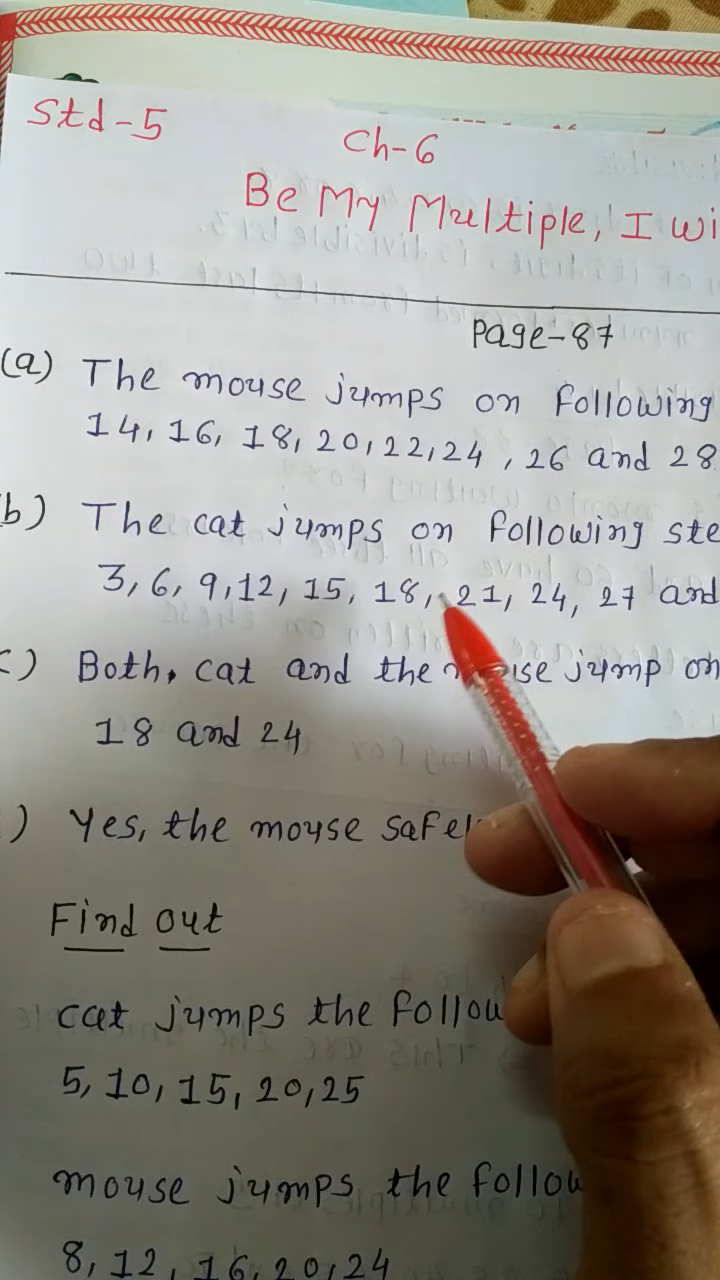 Std-5
Ch-6
Be My Multiple, I wi
Page-87
(a) The mouse jumps on following
14, 16, 18, 20, 22, 24, 26 and 28
b) The cat jumps on following ste
3, 6, 9, 12, 15, 18, 21, 24, 27 and
c) Both, cat and the mouse jump on
18 and 24
) Yes, the mouse safel
Find out
cat jumps the follow
5, 10, 15, 20, 25
mouse jumps the follow
8, 12, 16, 20, 24